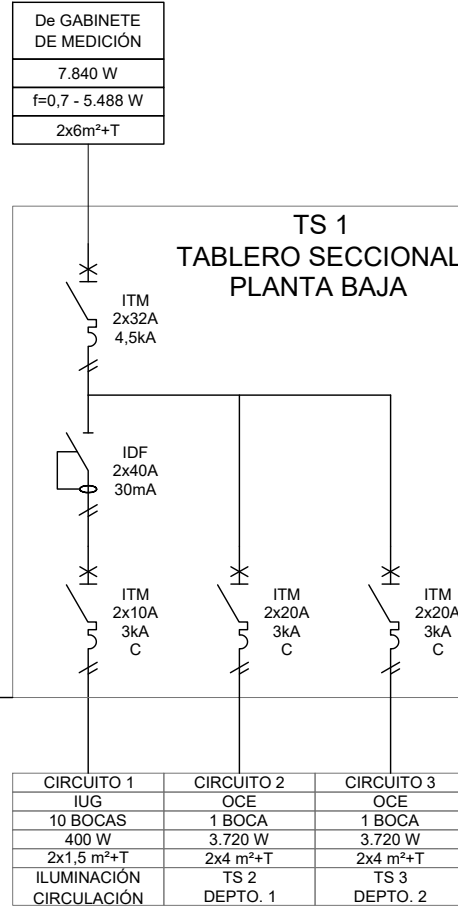 De GABINETE
DE MEDICIÓN
7.840 W
f=0,7 - 5.488 W
2x6m²+T
TS 1
TABLERO SECCIONAL
PLANTA BAJA
ITM
2x32A
4,5kA
IDF
2x40A
30mA
ITM
2x10A
3kA
C
ITM
2x20A
3kA
C
ITM
2x20A
3kA
C
CIRCUITO 1 CIRCUITO 2 CIRCUITO 3
IUG OCE OCE
10 BOCAS 1 BOCA 1 BOCA
400 W 3.720 W 3.720 W
2x1,5 m²+T 2x4 m²+T 2x4 m²+T
ILUMINACIÓN TS 2 TS 3
CIRCULACIÓN DEPTO. 1 DEPTO. 2